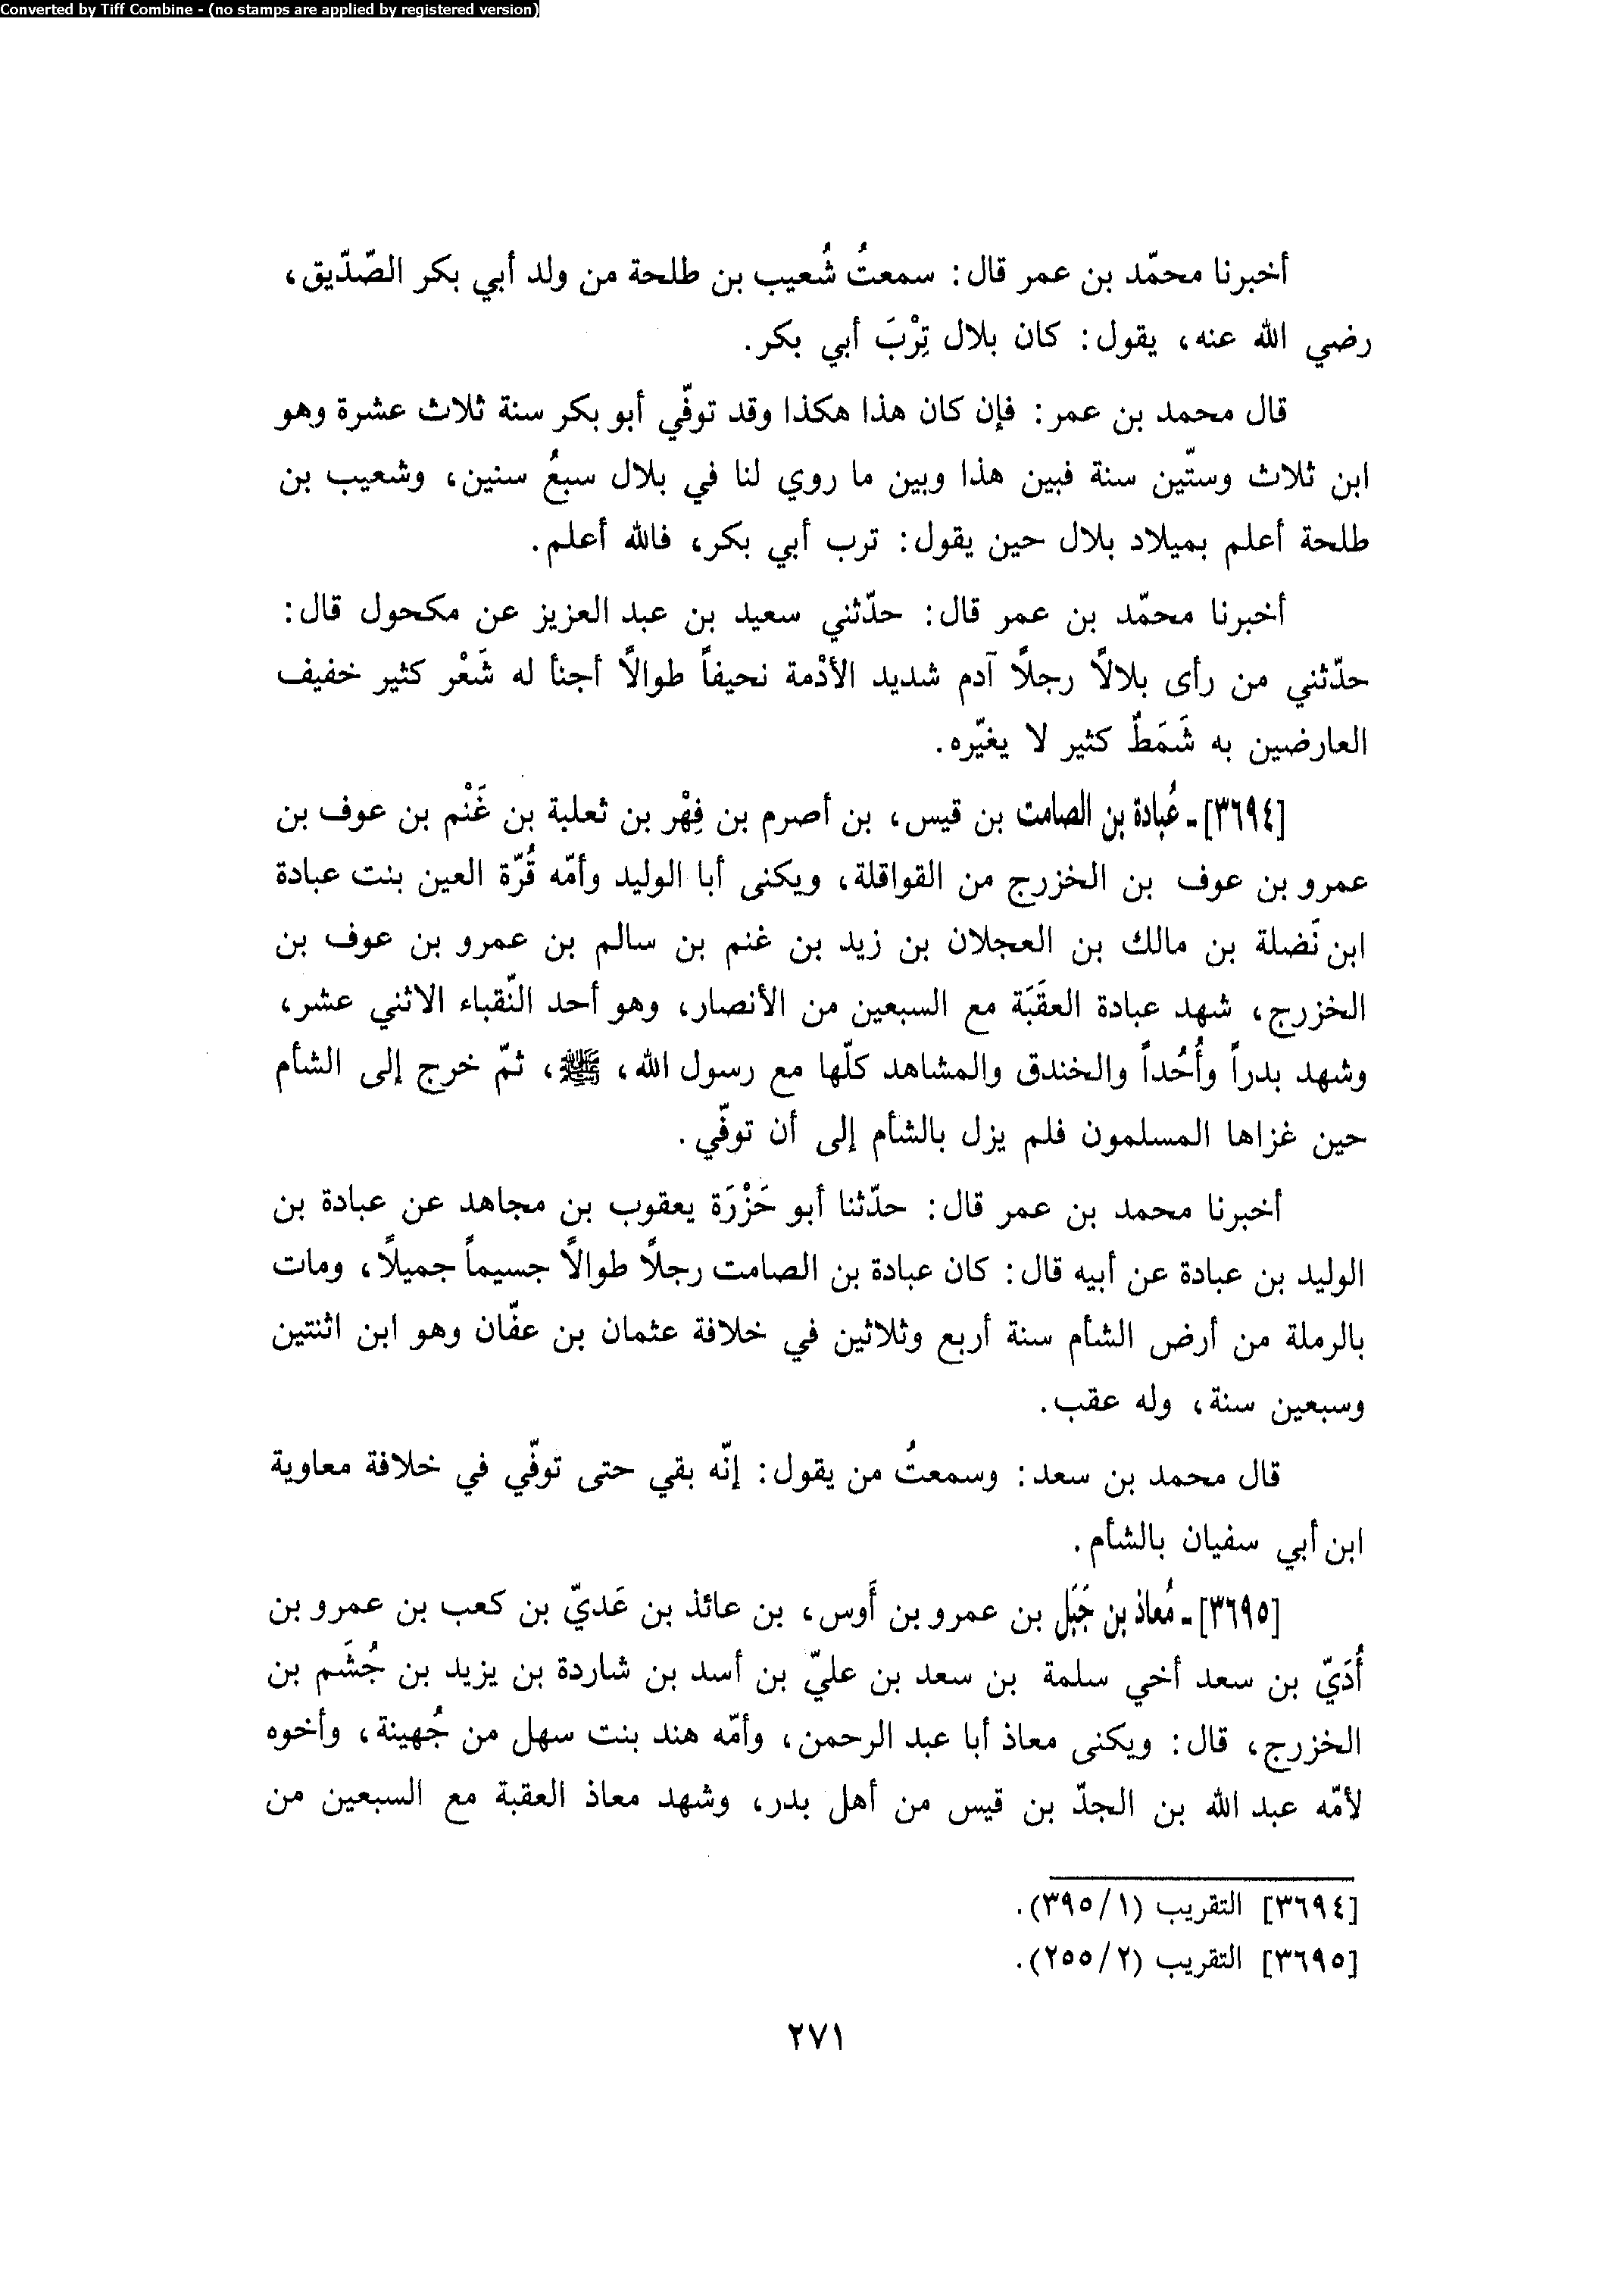 Converted by Tiff Combine - (no stamps are applied by registered version)
أخبرنا محمّد بن عمر قال: سمعتُ شُعيب بن طلحة من ولد أبي بكر الصّدّيق،
رضي الله عنه، يقول: كان بلال تِرْبَ أبي بكر.
قال محمد بن عمر: فإن كان هذا هكذا وقد توفّي أبو بكر سنة ثلاث عشرة وهو
ابن ثلاث وستّين سنة فبين هذا وبين ما روي لنا في بلال سبعُ سنين، وشعيب بن
طلحة أعلم بميلاد بلال حين يقول: ترب أبي بكر، فالله أعلم.
أخبرنا محمّد بن عمر قال: حدّثني سعيد بن عبد العزيز عن مكحول قال:
حدّثني من رأى بلالاً رجلاً آدم شديد الأدْمة نحيفاً طوالاً أجنأ له شَعْر كثير خفيف
العارضين به شَمَطٌ كثير لا يغيّره.
[٣٦٩٤]- عُبادة بن الصامت بن قيس، بن أصرم بن فِهْر بن ثعلبة بن غَنْم بن عوف بن
عمرو بن عوف بن الخزرج من القواقلة، ويكنى أبا الوليد وأمّه قُرّة العين بنت عبادة
ابن نَضلة بن مالك بن العجلان بن زيد بن غنم بن سالم بن عمرو بن عوف بن
الخزرج، شهد عبادة العقَبَة مع السبعين من الأنصار، وهو أحد النّقباء الاثني عشر،
وشهد بدراً وأُحُداً والخندق والمشاهد كلّها مع رسول الله، ﷺ، ثمّ خرج إلى الشأم
حين غزاها المسلمون فلم يزل بالشأم إلى أن توفّي.
أخبرنا محمد بن عمر قال: حدّثنا أبو حَزْرَة يعقوب بن مجاهد عن عبادة بن
الوليد بن عبادة عن أبيه قال: كان عبادة بن الصامت رجلاً طوالاً جسيماً جميلاً، ومات
بالرملة من أرض الشأم سنة أربع وثلاثين في خلافة عثمان بن عفّان وهو ابن اثنتين
وسبعين سنة، وله عقب.
قال محمد بن سعد: وسمعتُ من يقول: إنّه بقي حتى توفّي في خلافة معاوية
ابن أبي سفيان بالشأم.
[٣٦٩٥]- مُعاذ بن جَبَل بن عمرو بن أَوس، بن عائذ بن عَديّ بن كعب بن عمرو بن
أُدَيّ بن سعد أخي سلمة بن سعد بن عليّ بن أسد بن شاردة بن يزيد بن جُشَم بن
الخزرج، قال: ويكنى معاذ أبا عبد الرحمن، وأمّه هند بنت سهل من جُهينة، وأخوه
لأمّه عبد الله بن الجدّ بن قيس من أهل بدر، وشهد معاذ العقبة مع السبعين من
[٣٦٩٤] التقريب (١/ ٣٩٥).
[٣٦٩٥] التقريب (٢/ ٢٥٥).
٢٧١